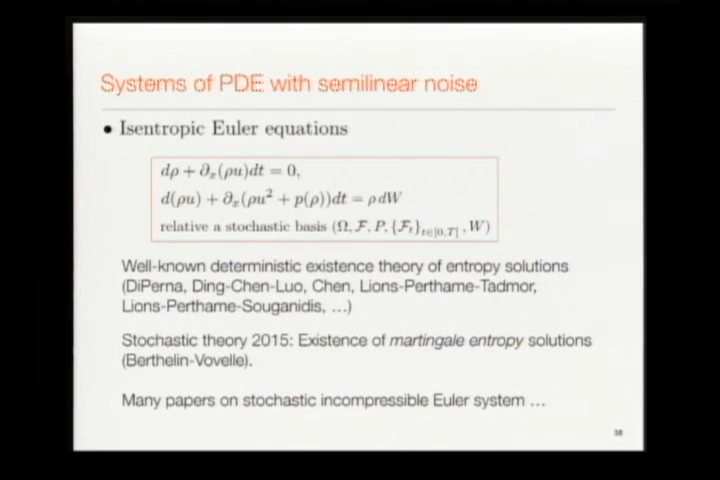 Systems of PDE with semilinear noise
• Isentropic Euler equations
dρ + ∂ₓ(ρu)dt = 0,
d(ρu) + ∂ₓ(ρu² + p(ρ))dt = ρ dW
relative a stochastic basis (Ω, F, P, {Fₜ}ₜ∈[0,T], W)
Well-known deterministic existence theory of entropy solutions
(DiPerna, Ding-Chen-Luo, Chen, Lions-Perthame-Tadmor,
Lions-Perthame-Souganidis, …)
Stochastic theory 2015: Existence of martingale entropy solutions
(Berthelin-Vovelle).
Many papers on stochastic incompressible Euler system …
38